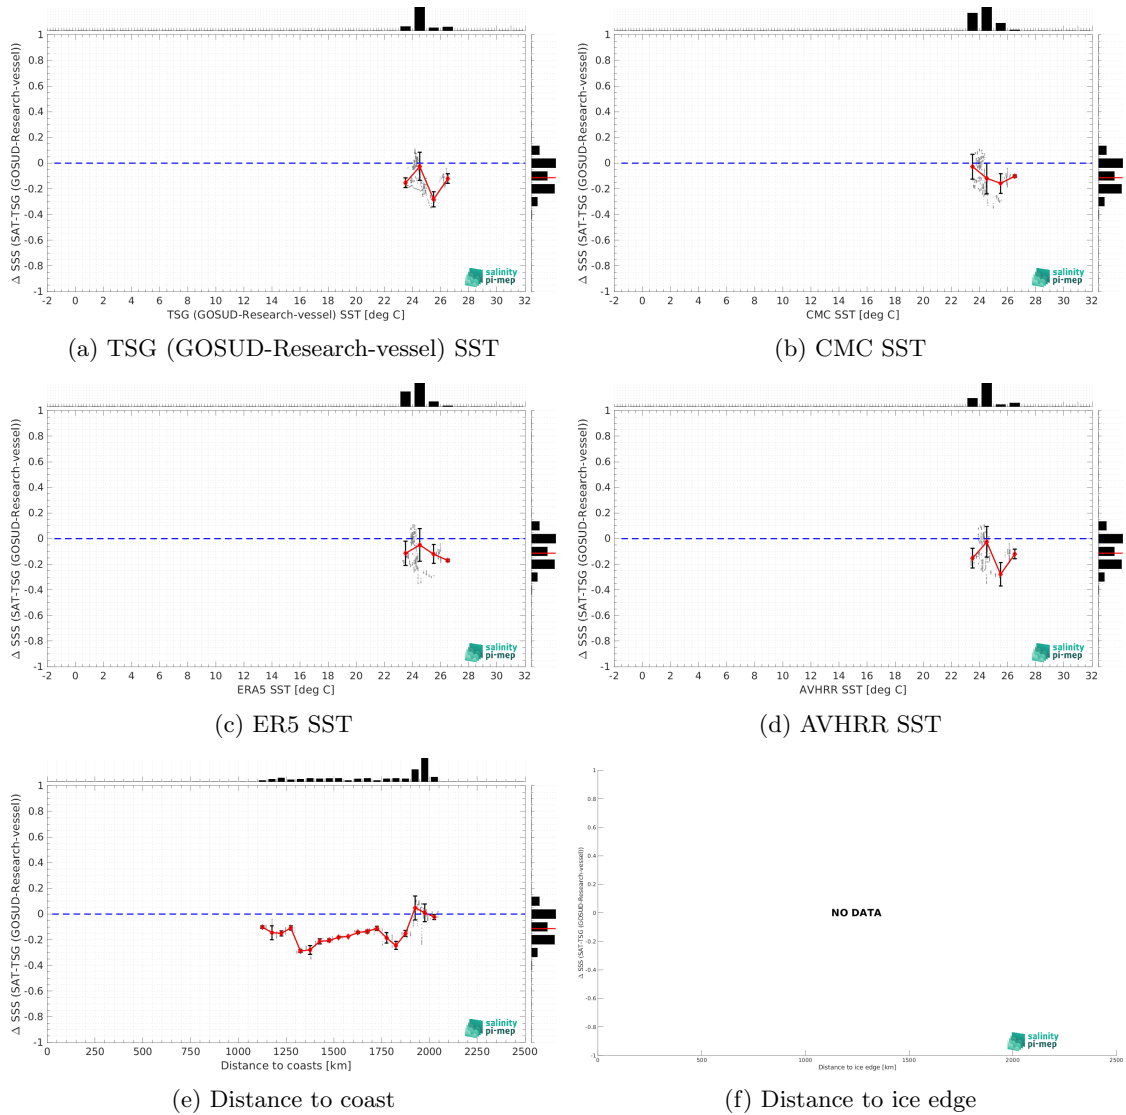 Δ SSS (SAT-TSG (GOSUD-Research-vessel))
1
0.8
0.6
0.4
0.2
0
-0.2
-0.4
-0.6
-0.8
-1
-2 0 2 4 6 8 10 12 14 16 18 20 22 24 26 28 30 32
TSG (GOSUD-Research-vessel) SST [deg C]
salinity
pi-mep
(a) TSG (GOSUD-Research-vessel) SST
Δ SSS (SAT-TSG (GOSUD-Research-vessel))
1
0.8
0.6
0.4
0.2
0
-0.2
-0.4
-0.6
-0.8
-1
-2 0 2 4 6 8 10 12 14 16 18 20 22 24 26 28 30 32
CMC SST [deg C]
salinity
pi-mep
(b) CMC SST
Δ SSS (SAT-TSG (GOSUD-Research-vessel))
1
0.8
0.6
0.4
0.2
0
-0.2
-0.4
-0.6
-0.8
-1
-2 0 2 4 6 8 10 12 14 16 18 20 22 24 26 28 30 32
ERA5 SST [deg C]
salinity
pi-mep
(c) ER5 SST
Δ SSS (SAT-TSG (GOSUD-Research-vessel))
1
0.8
0.6
0.4
0.2
0
-0.2
-0.4
-0.6
-0.8
-1
-2 0 2 4 6 8 10 12 14 16 18 20 22 24 26 28 30 32
AVHRR SST [deg C]
salinity
pi-mep
(d) AVHRR SST
Δ SSS (SAT-TSG (GOSUD-Research-vessel))
1
0.8
0.6
0.4
0.2
0
-0.2
-0.4
-0.6
-0.8
-1
0 250 500 750 1000 1250 1500 1750 2000 2250 2500
Distance to coasts [km]
salinity
pi-mep
(e) Distance to coast
Δ SSS (SAT-TSG (GOSUD-Research-vessel))
1
0.8
0.6
0.4
0.2
0
-0.2
-0.4
-0.6
-0.8
-1
NO DATA
0 500 1000 1500 2000 2500
Distance to ice edge [km]
salinity
pi-mep
(f) Distance to ice edge